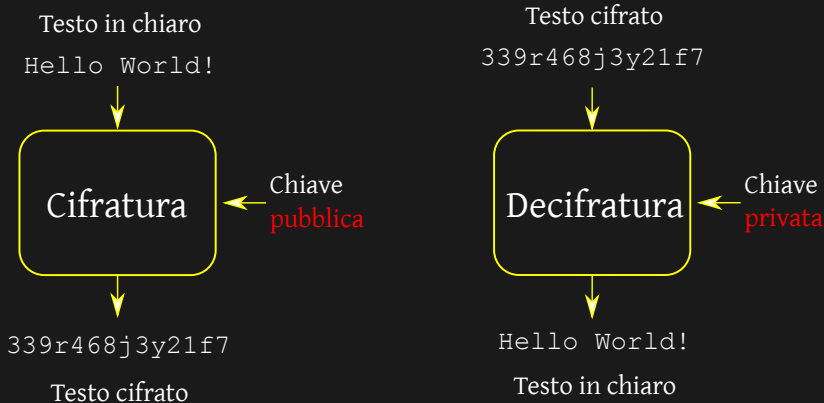 Testo in chiaro
Hello World!
Cifratura
Chiave
pubblica
339r468j3y21f7
Testo cifrato
Testo cifrato
339r468j3y21f7
Decifratura
Chiave
privata
Hello World!
Testo in chiaro